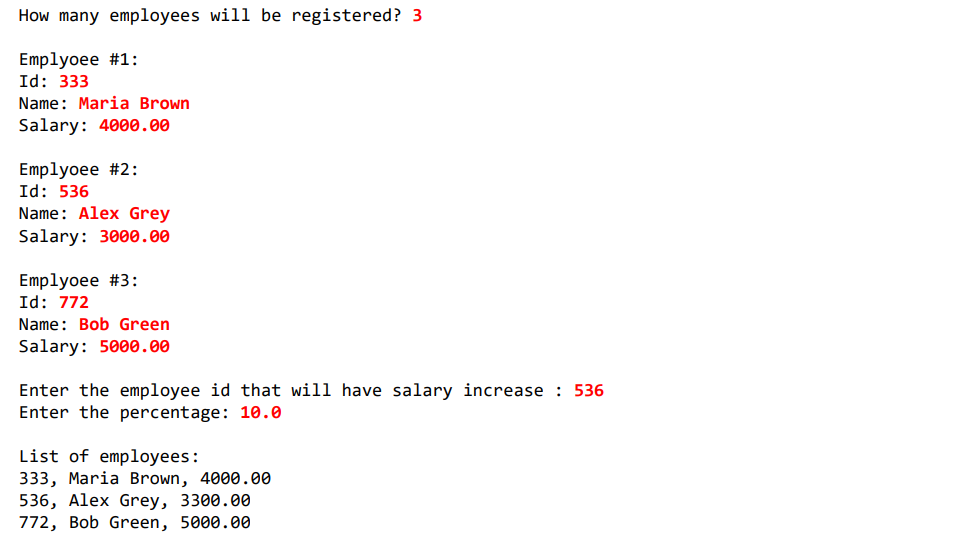 How many employees will be registered? 3
Emplyoee #1:
Id: 333
Name: Maria Brown
Salary: 4000.00
Emplyoee #2:
Id: 536
Name: Alex Grey
Salary: 3000.00
Emplyoee #3:
Id: 772
Name: Bob Green
Salary: 5000.00
Enter the employee id that will have salary increase : 536
Enter the percentage: 10.0
List of employees:
333, Maria Brown, 4000.00
536, Alex Grey, 3300.00
772, Bob Green, 5000.00